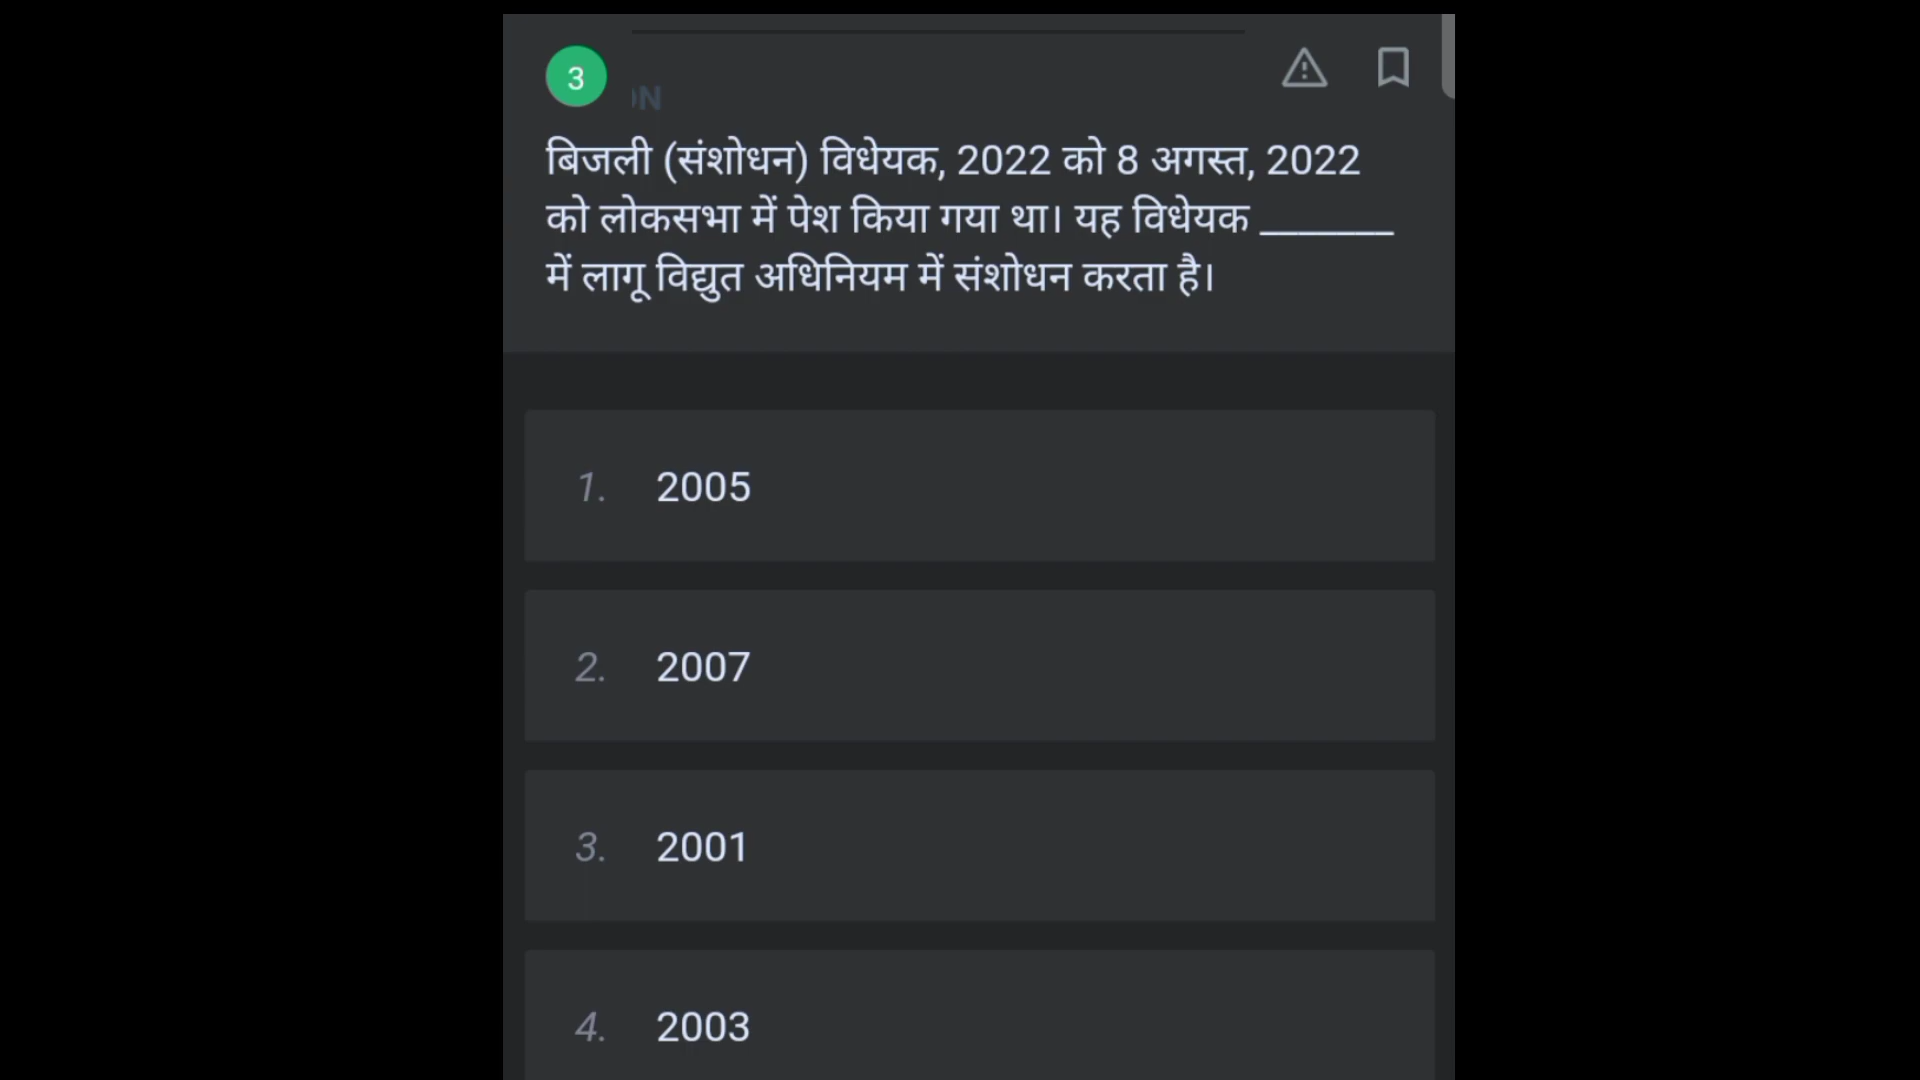 3
बिजली (संशोधन) विधेयक, 2022 को 8 अगस्त, 2022
को लोकसभा में पेश किया गया था। यह विधेयक _______
में लागू विद्युत अधिनियम में संशोधन करता है।
1. 2005
2. 2007
3. 2001
4. 2003